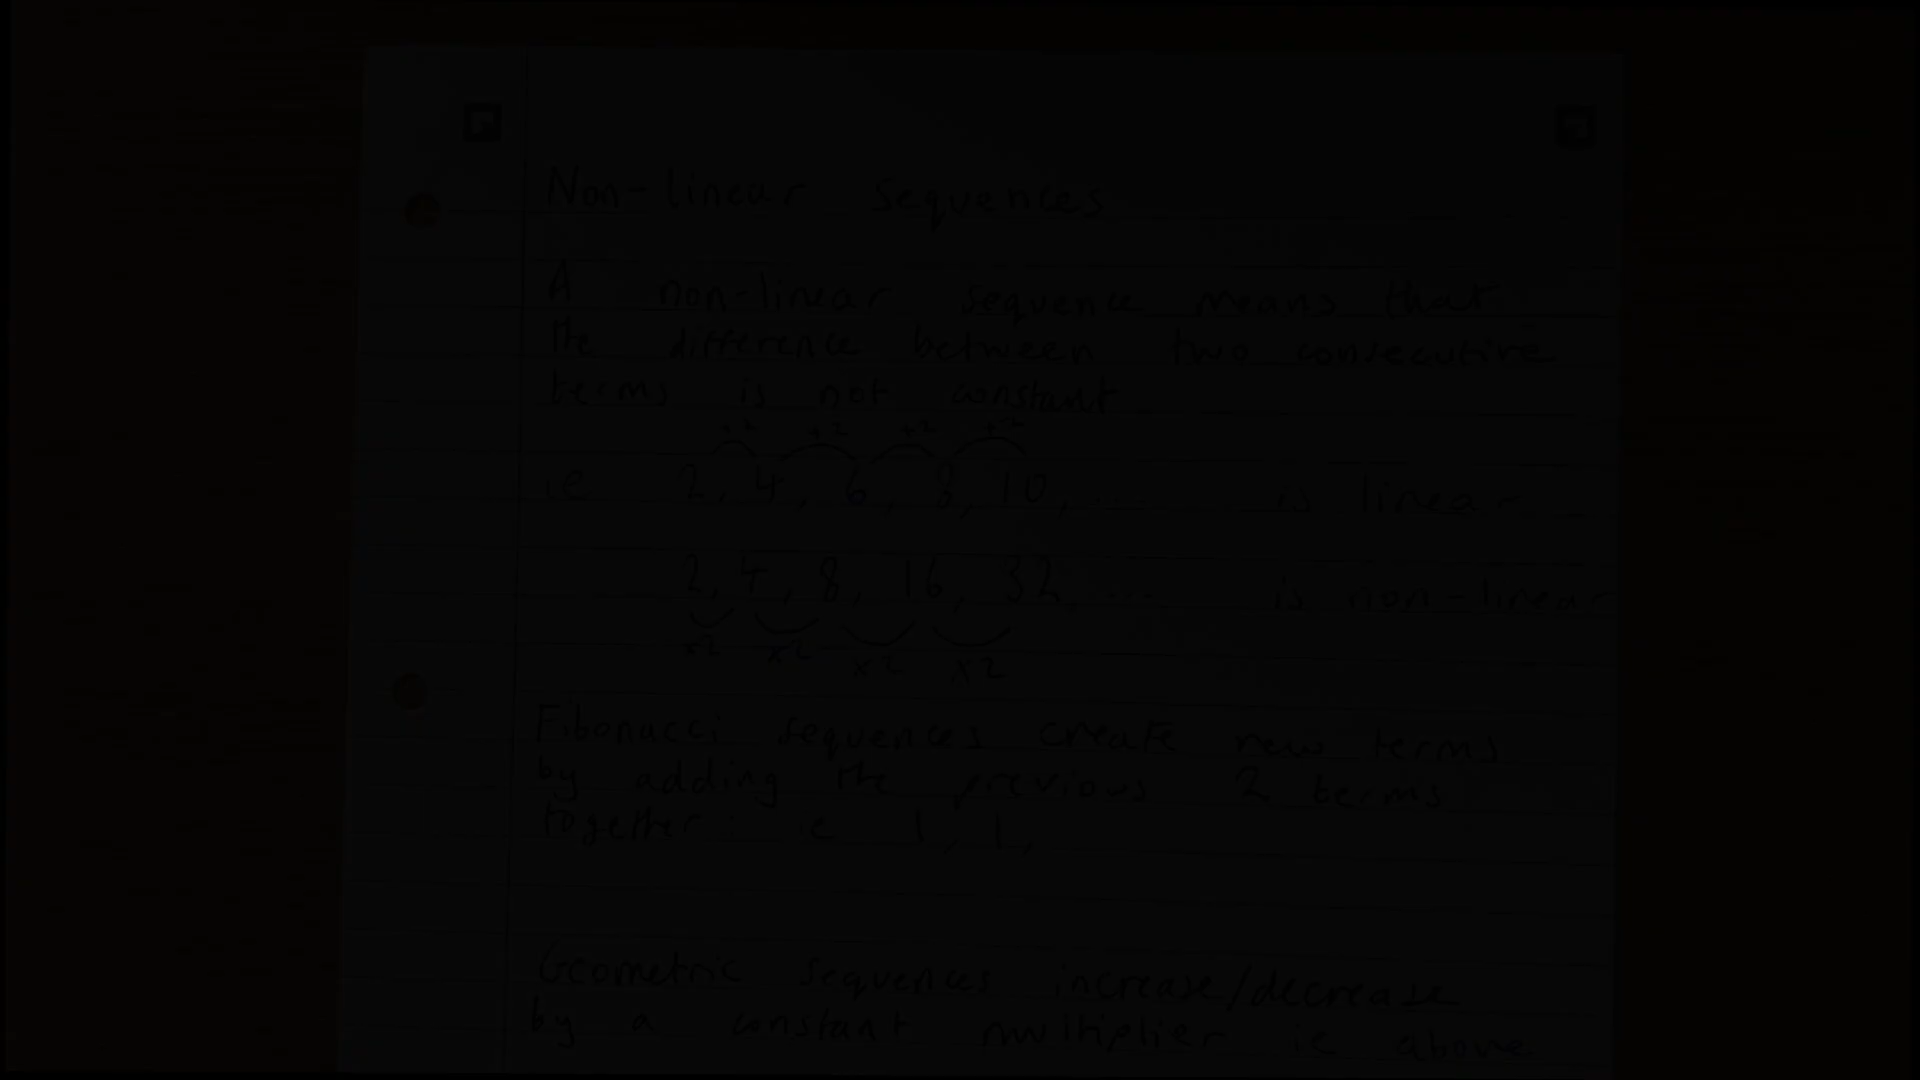 Non-linear sequences
A non-linear sequence means that
the difference between two consecutive
terms is not constant
+2 +2 +2 +2
ie 2, 4, 6, 8, 10, ... is linear
2, 4, 8, 16, 32, ... is non-linear
×2 ×2 ×2 ×2
Fibonacci sequences create new terms
by adding the previous 2 terms
together: ie 1, 1,
Geometric sequences increase/decrease
by a constant multiplier ie above